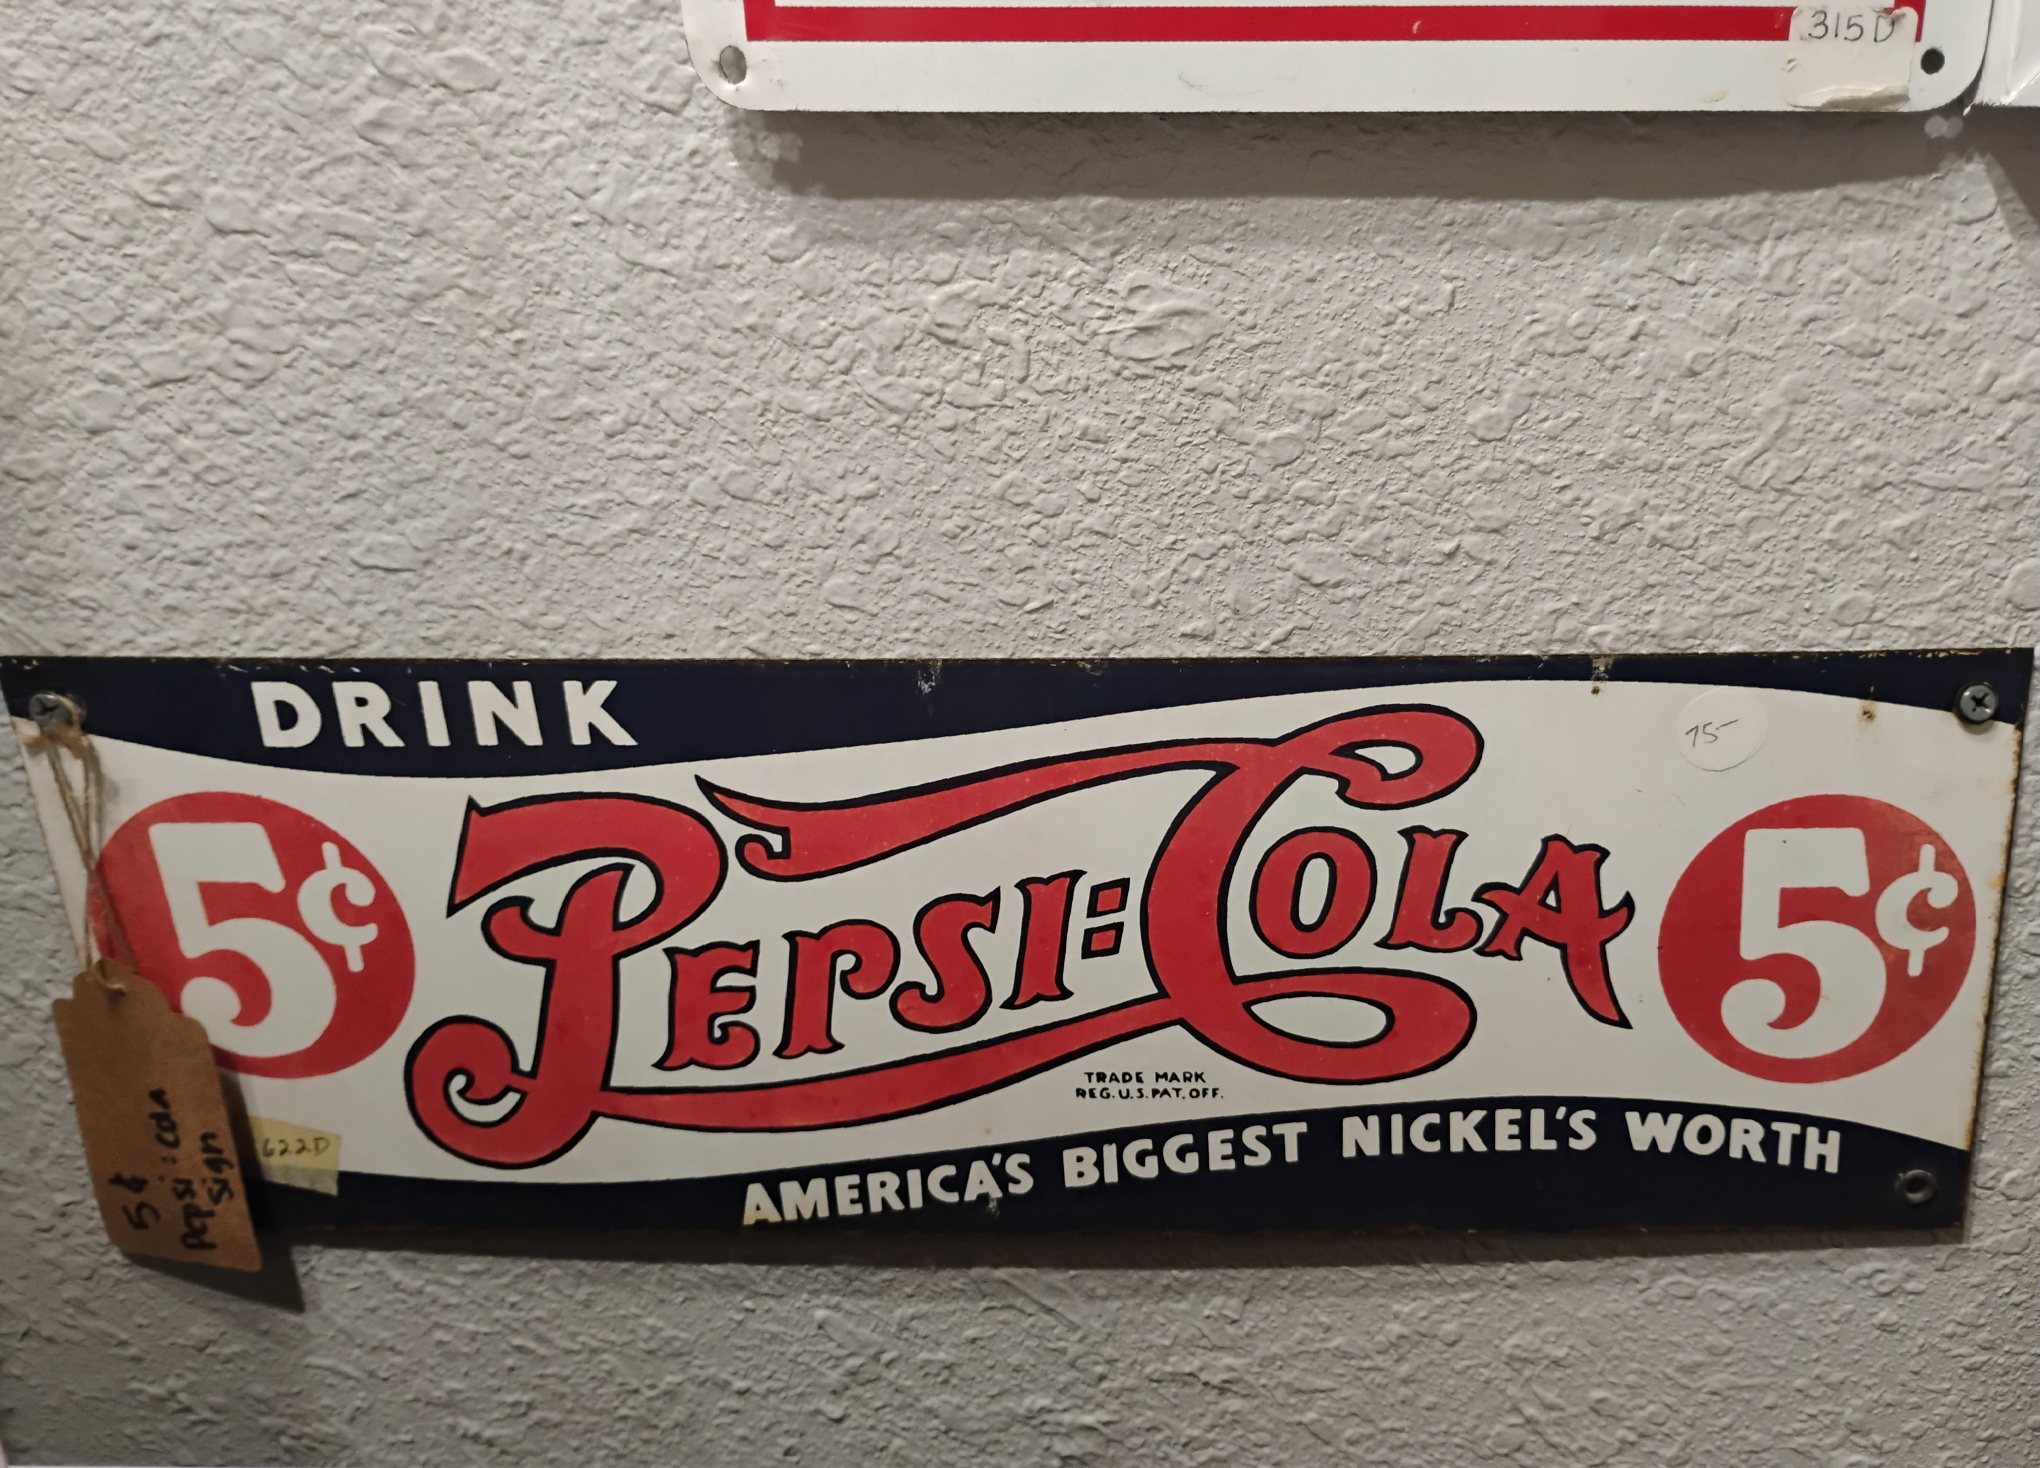 315D
DRINK
75-
5¢ PEPSI:COLA 5¢
TRADE MARK
REG.U.S.PAT.OFF.
AMERICA'S BIGGEST NICKEL'S WORTH
622D
5¢
Pepsi:cola
sign